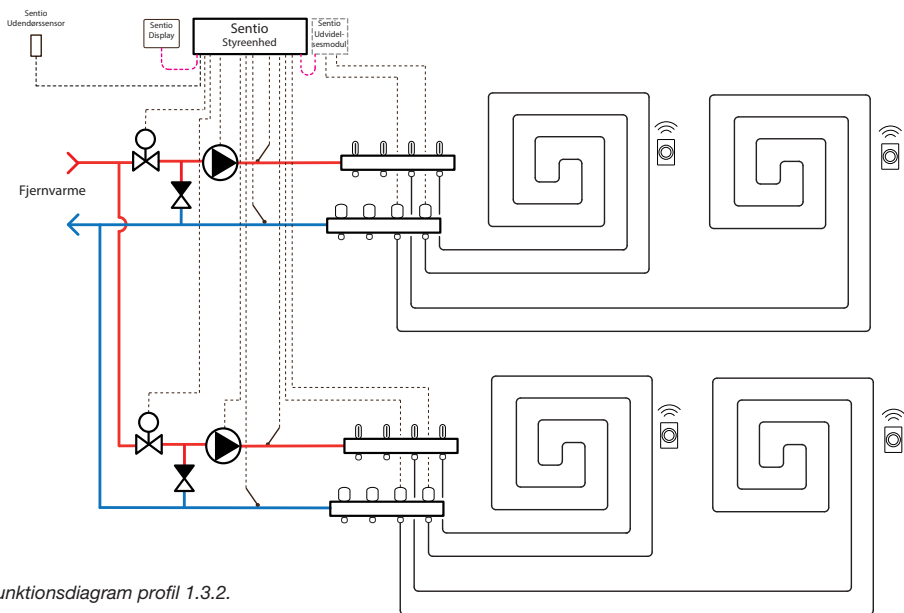 Sentio
Udendørssensor
Sentio
Display
Sentio
Styreenhed
Sentio
Udvidel-
sesmodul
Fjernvarme
unktionsdiagram profil 1.3.2.